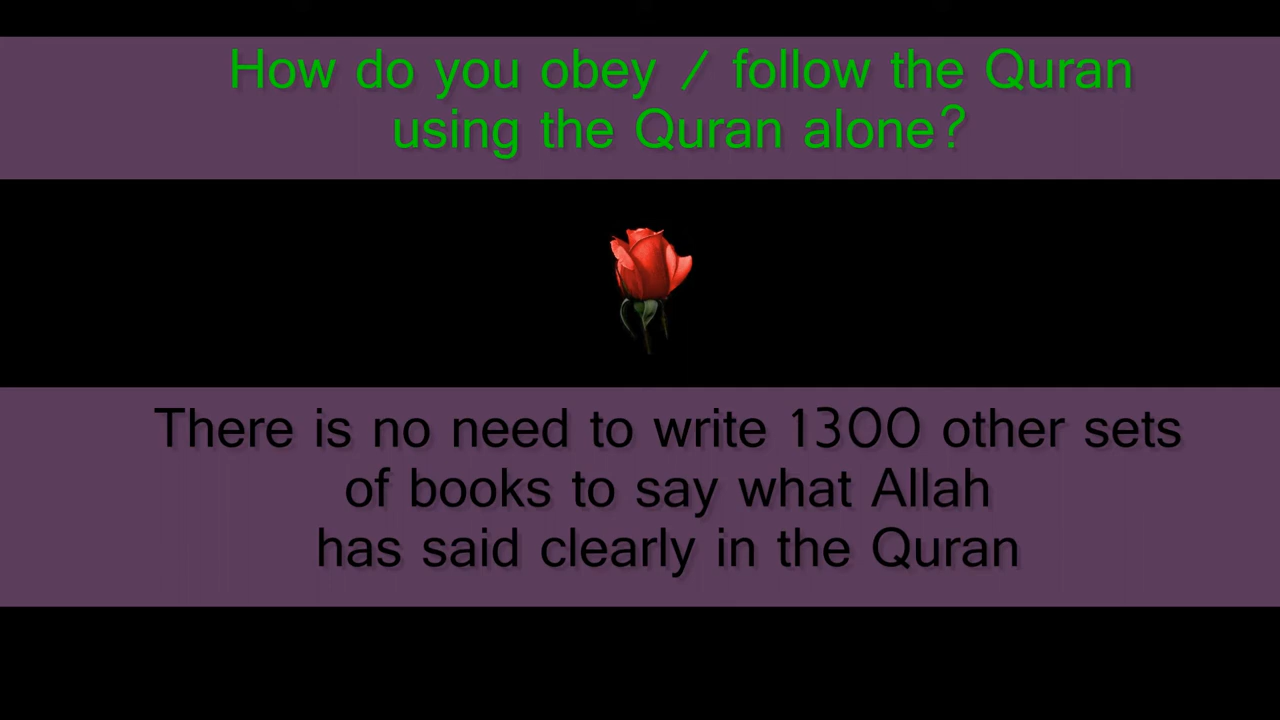 How do you obey / follow the Quran
using the Quran alone?
There is no need to write 1300 other sets
of books to say what Allah
has said clearly in the Quran